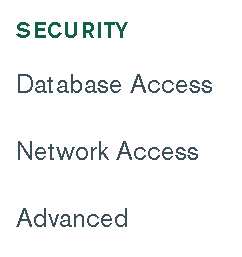 SECURITY
Database Access
Network Access
Advanced